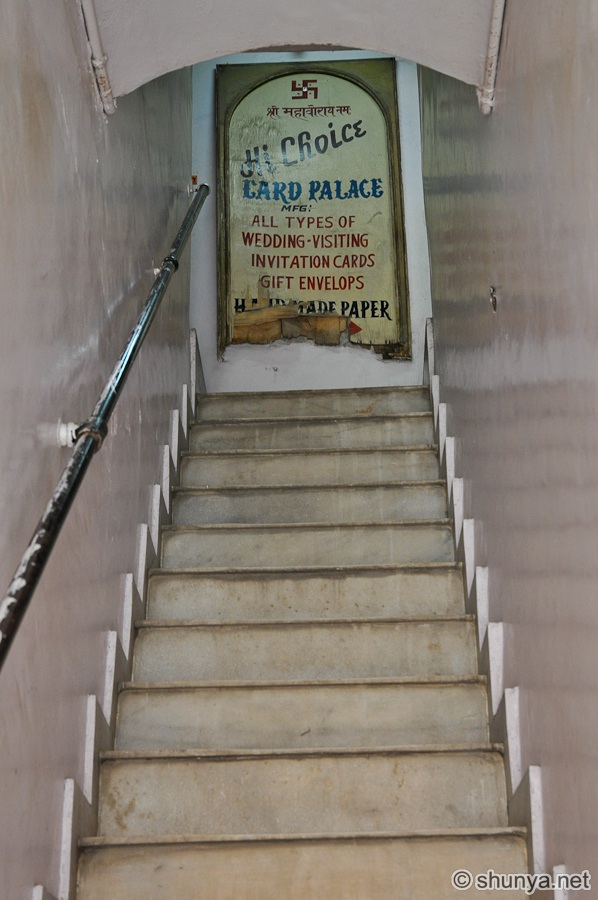 श्री महावीराय नमः
Hi Choice
CARD PALACE
MFG:
ALL TYPES OF
WEDDING-VISITING
INVITATION CARDS
GIFT ENVELOPS
MADE PAPER
© shunya.net